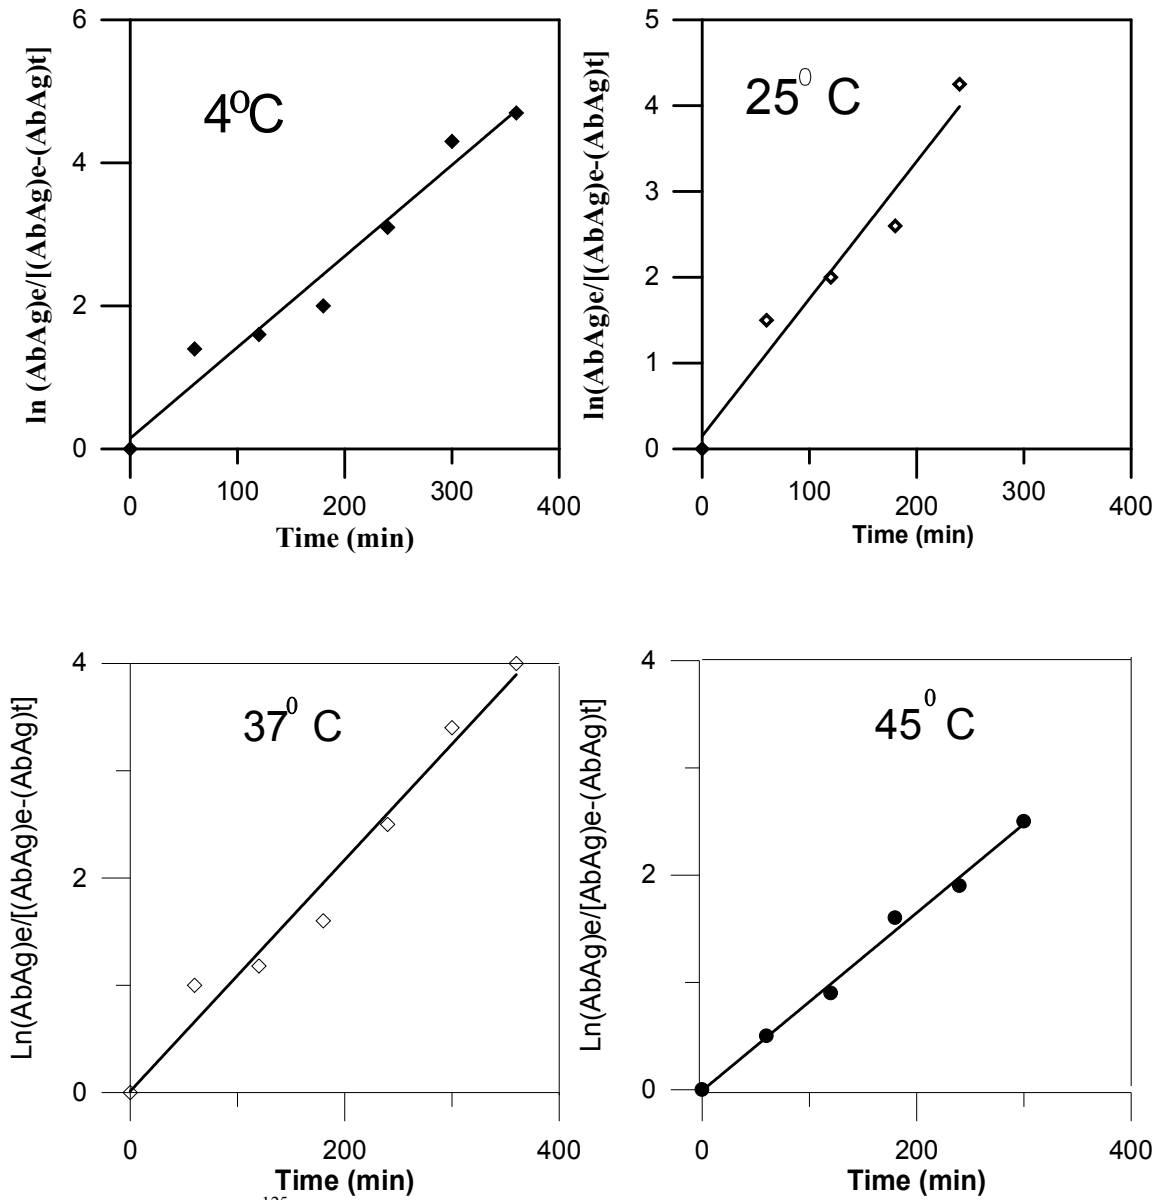 6
4
2
0
ln (AbAg)e/[(AbAg)e-(AbAg)t]
4⁰C
0 100 200 300 400
Time (min)
5
4
3
2
1
0
ln(AbAg)e/[(AbAg)e-(AbAg)t]
25⁰ C
0 100 200 300 400
Time (min)
4
2
0
Ln(AbAg)e/[(AbAg)e-(AbAg)t]
37⁰ C
0 200 400
Time (min)
4
2
0
Ln(AbAg)e/[AbAg)e-(AbAg)t]
45⁰ C
0 200 400
Time (min)